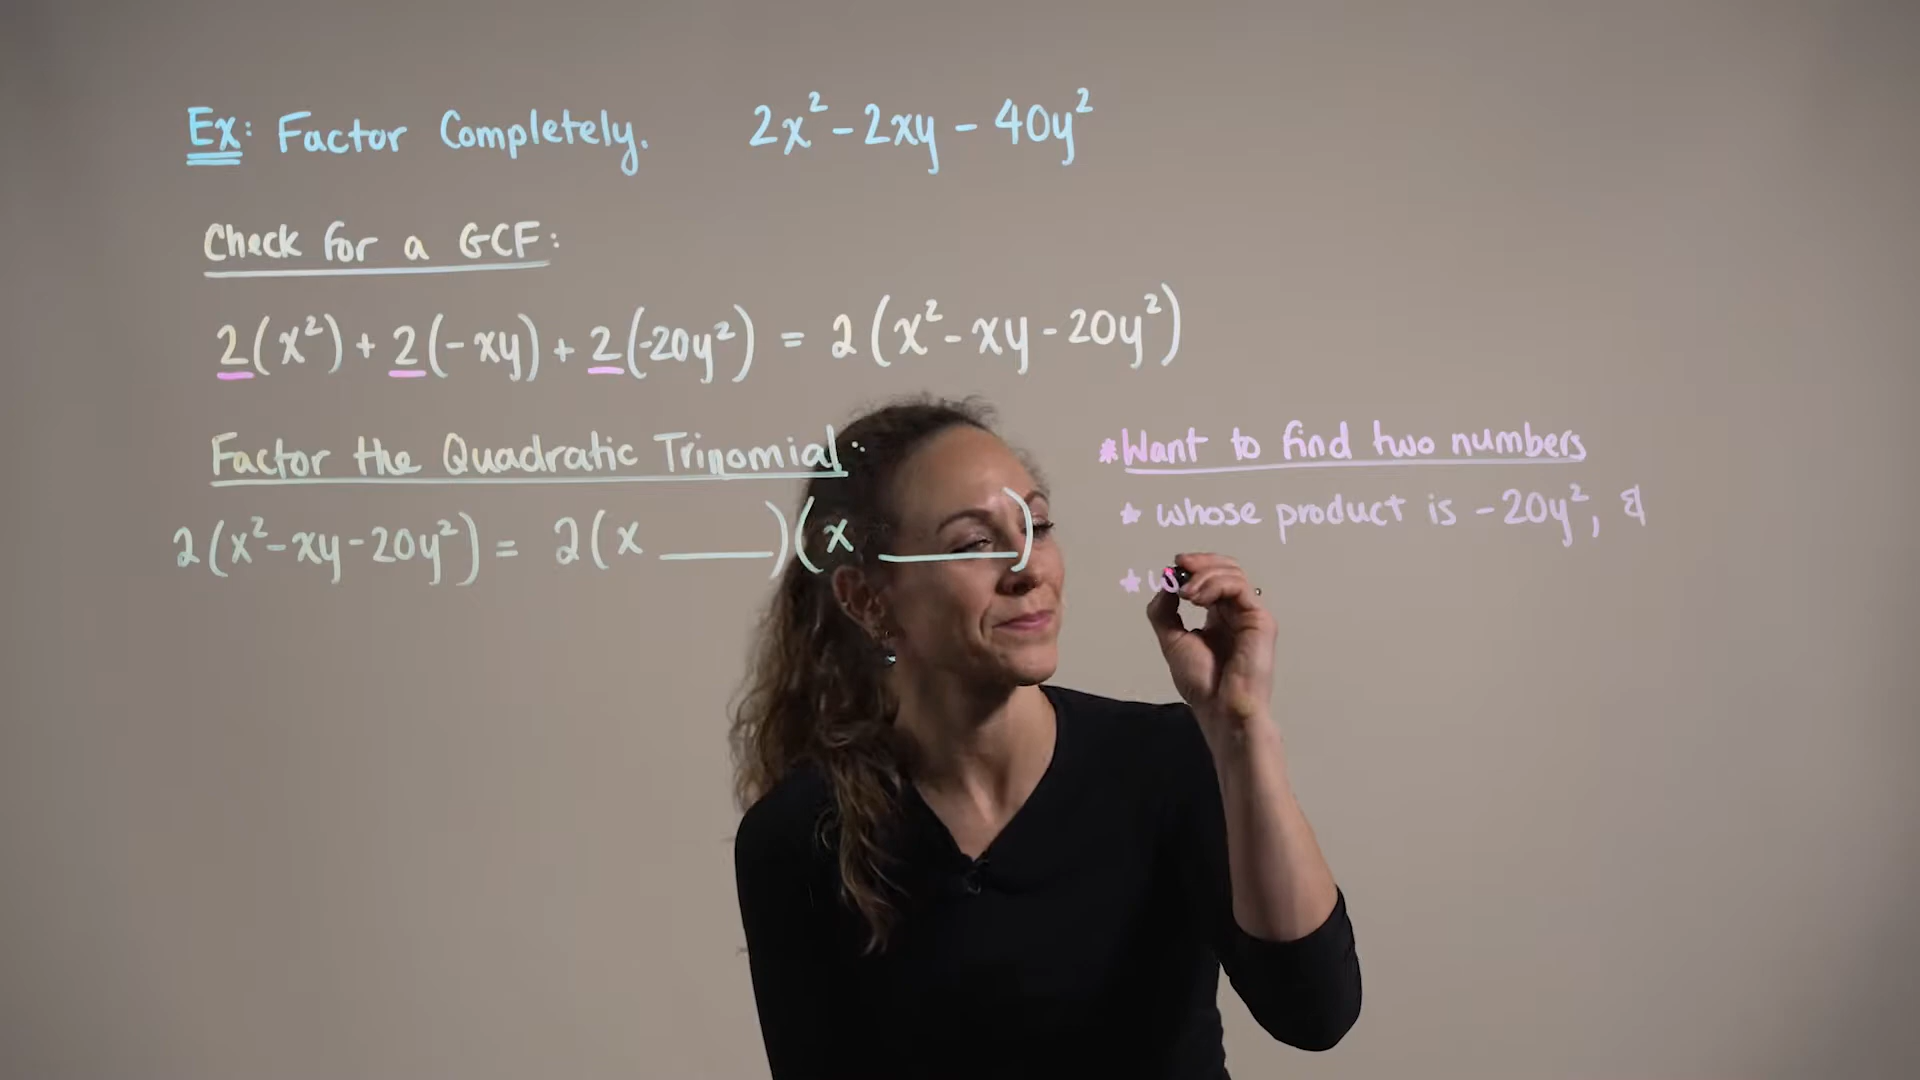 Ex: Factor Completely. 2x² - 2xy - 40y²
Check for a GCF:
2(x²) + 2(-xy) + 2(-20y²) = 2(x² - xy - 20y²)
Factor the Quadratic Trinomial:
2(x² - xy - 20y²) = 2(x ____)(x ____)
*Want to find two numbers
* whose product is -20y², &
* w